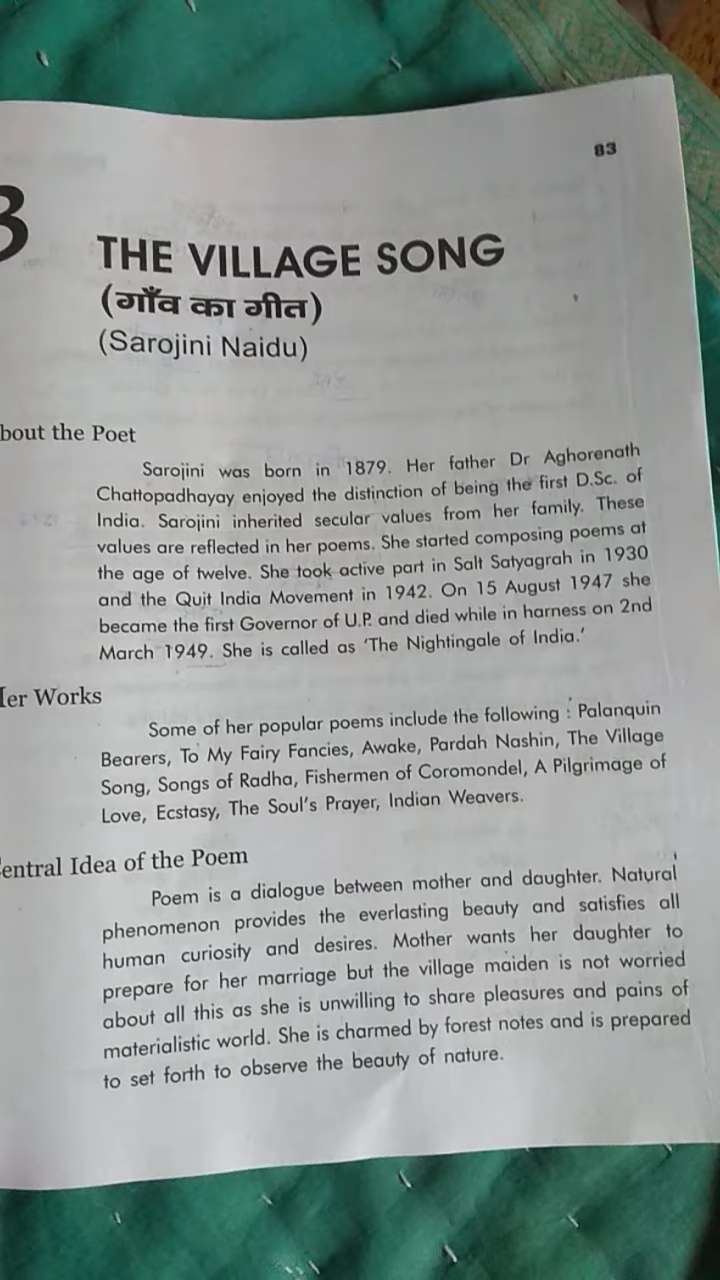 83
3
THE VILLAGE SONG
(गाँव का गीत)
(Sarojini Naidu)
bout the Poet
Sarojini was born in 1879. Her father Dr Aghorenath
Chattopadhayay enjoyed the distinction of being the first D.Sc. of
India. Sarojini inherited secular values from her family. These
values are reflected in her poems. She started composing poems at
the age of twelve. She took active part in Salt Satyagrah in 1930
and the Quit India Movement in 1942. On 15 August 1947 she
became the first Governor of U.P. and died while in harness on 2nd
March 1949. She is called as ‘The Nightingale of India.’
Her Works
Some of her popular poems include the following : Palanquin
Bearers, To My Fairy Fancies, Awake, Pardah Nashin, The Village
Song, Songs of Radha, Fishermen of Coromondel, A Pilgrimage of
Love, Ecstasy, The Soul’s Prayer, Indian Weavers.
Central Idea of the Poem
Poem is a dialogue between mother and daughter. Natural
phenomenon provides the everlasting beauty and satisfies all
human curiosity and desires. Mother wants her daughter to
prepare for her marriage but the village maiden is not worried
about all this as she is unwilling to share pleasures and pains of
materialistic world. She is charmed by forest notes and is prepared
to set forth to observe the beauty of nature.